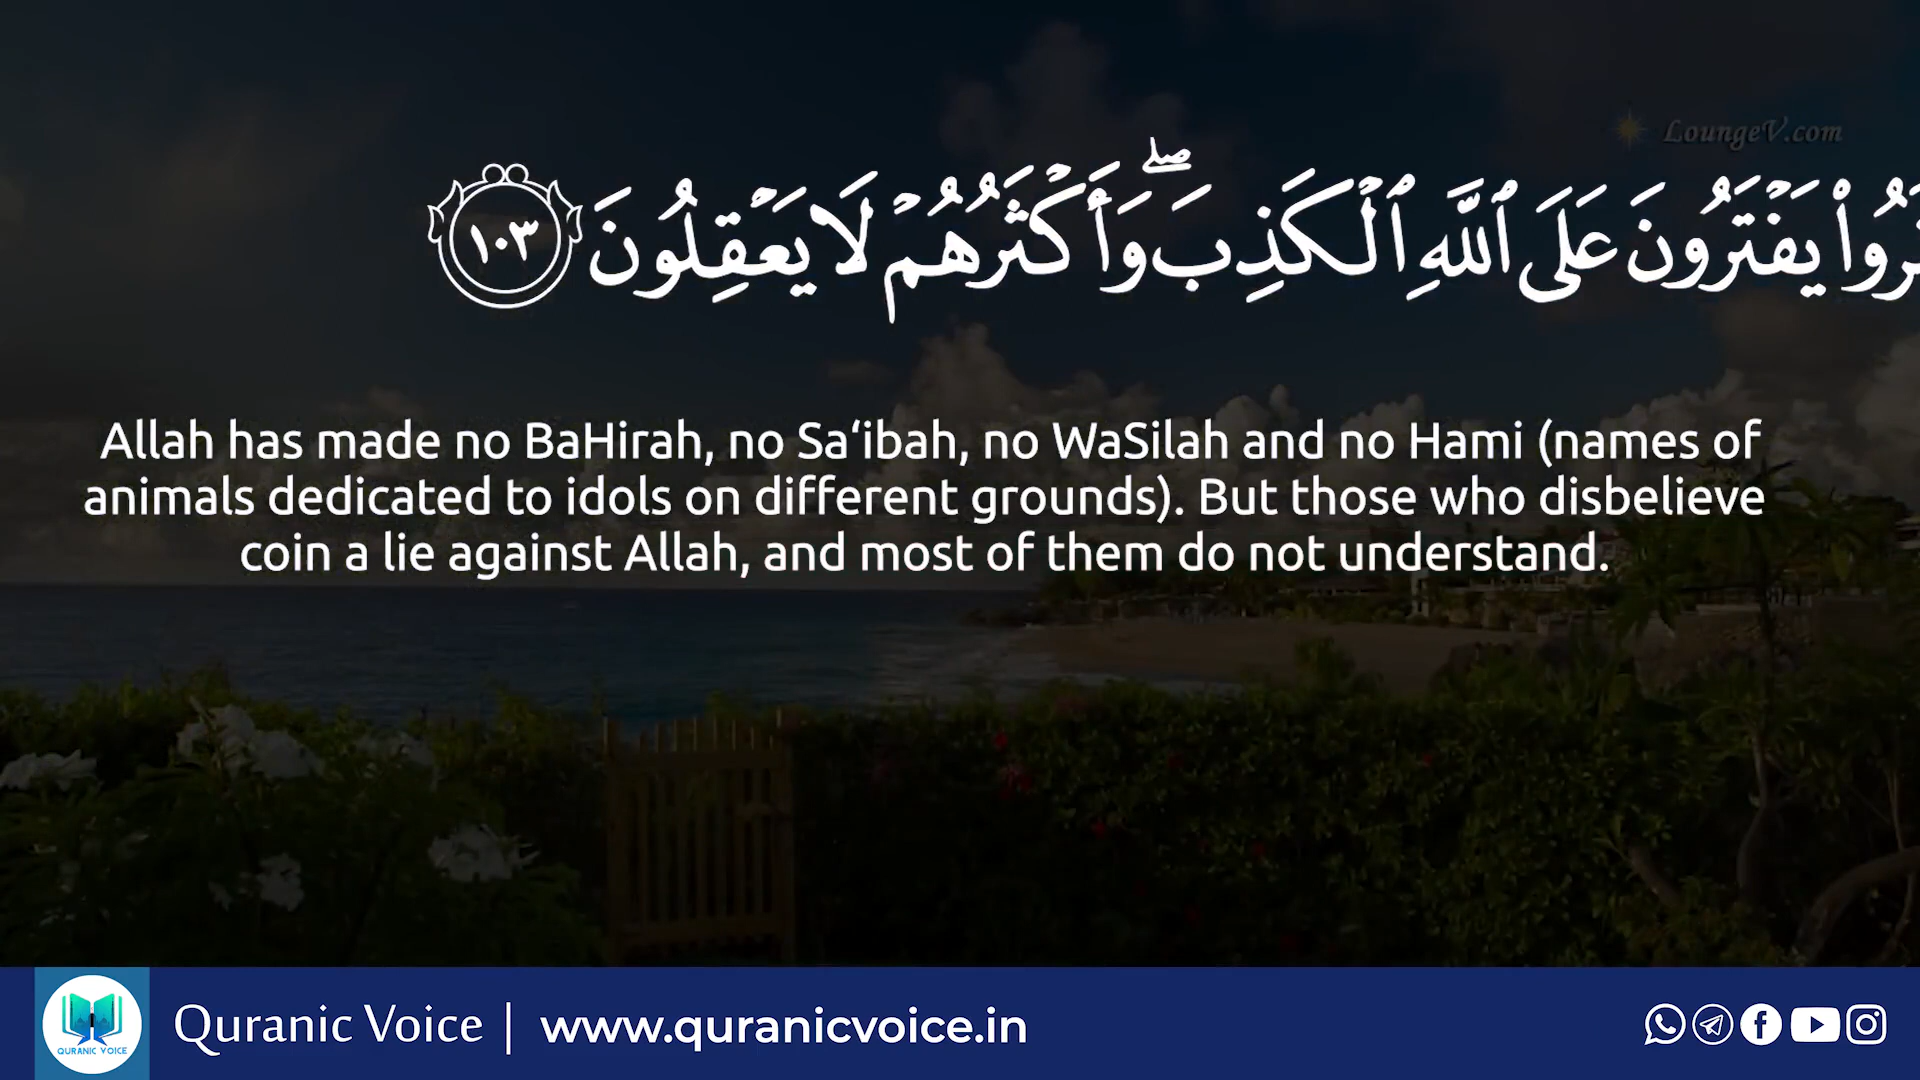 LoungeV.com
يَفْتَرُونَ عَلَى ٱللَّهِ ٱلْكَذِبَ ۖ وَأَكْثَرُهُمْ لَا يَعْقِلُونَ ١٠٣
Allah has made no BaHirah, no Sa‘ibah, no WaSilah and no Hami (names of
animals dedicated to idols on different grounds). But those who disbelieve
coin a lie against Allah, and most of them do not understand.
QURANIC VOICE
Quranic Voice | www.quranicvoice.in